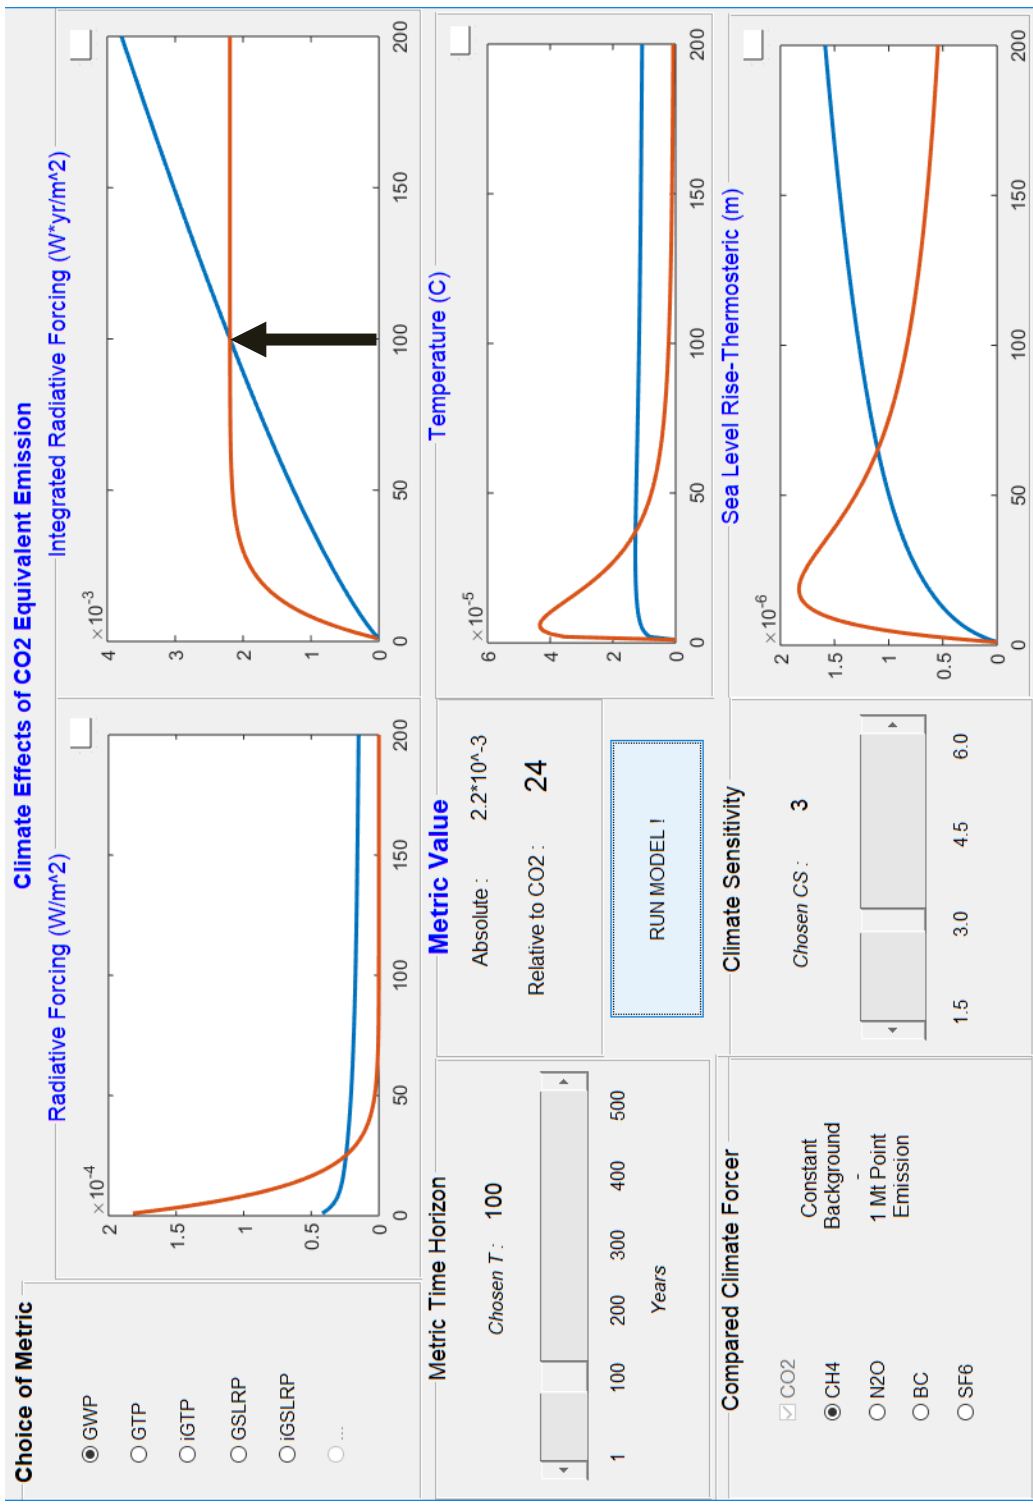 Climate Effects of CO2 Equivalent Emission
Choice of Metric
GWP
GTP
iGTP
GSLRP
iGSLRP
...
Radiative Forcing (W/m^2)
×10^-4
2
1.5
1
0.5
0
0 50 100 150 200
Integrated Radiative Forcing (W*yr/m^2)
×10^-3
4
3
2
1
0
0 50 100 150 200
Metric Time Horizon
Chosen T : 100
1 100 200 300 400 500
Years
Metric Value
Absolute : 2.2*10^-3
Relative to CO2 : 24
RUN MODEL !
Temperature (C)
×10^-5
6
4
2
0
0 50 100 150 200
Compared Climate Forcer
CO2
CH4
N2O
BC
SF6
Constant
Background
-
1 Mt Point
Emission
Climate Sensitivity
Chosen CS : 3
1.5 3.0 4.5 6.0
Sea Level Rise-Thermosteric (m)
×10^-6
2
1.5
1
0.5
0
0 50 100 150 200